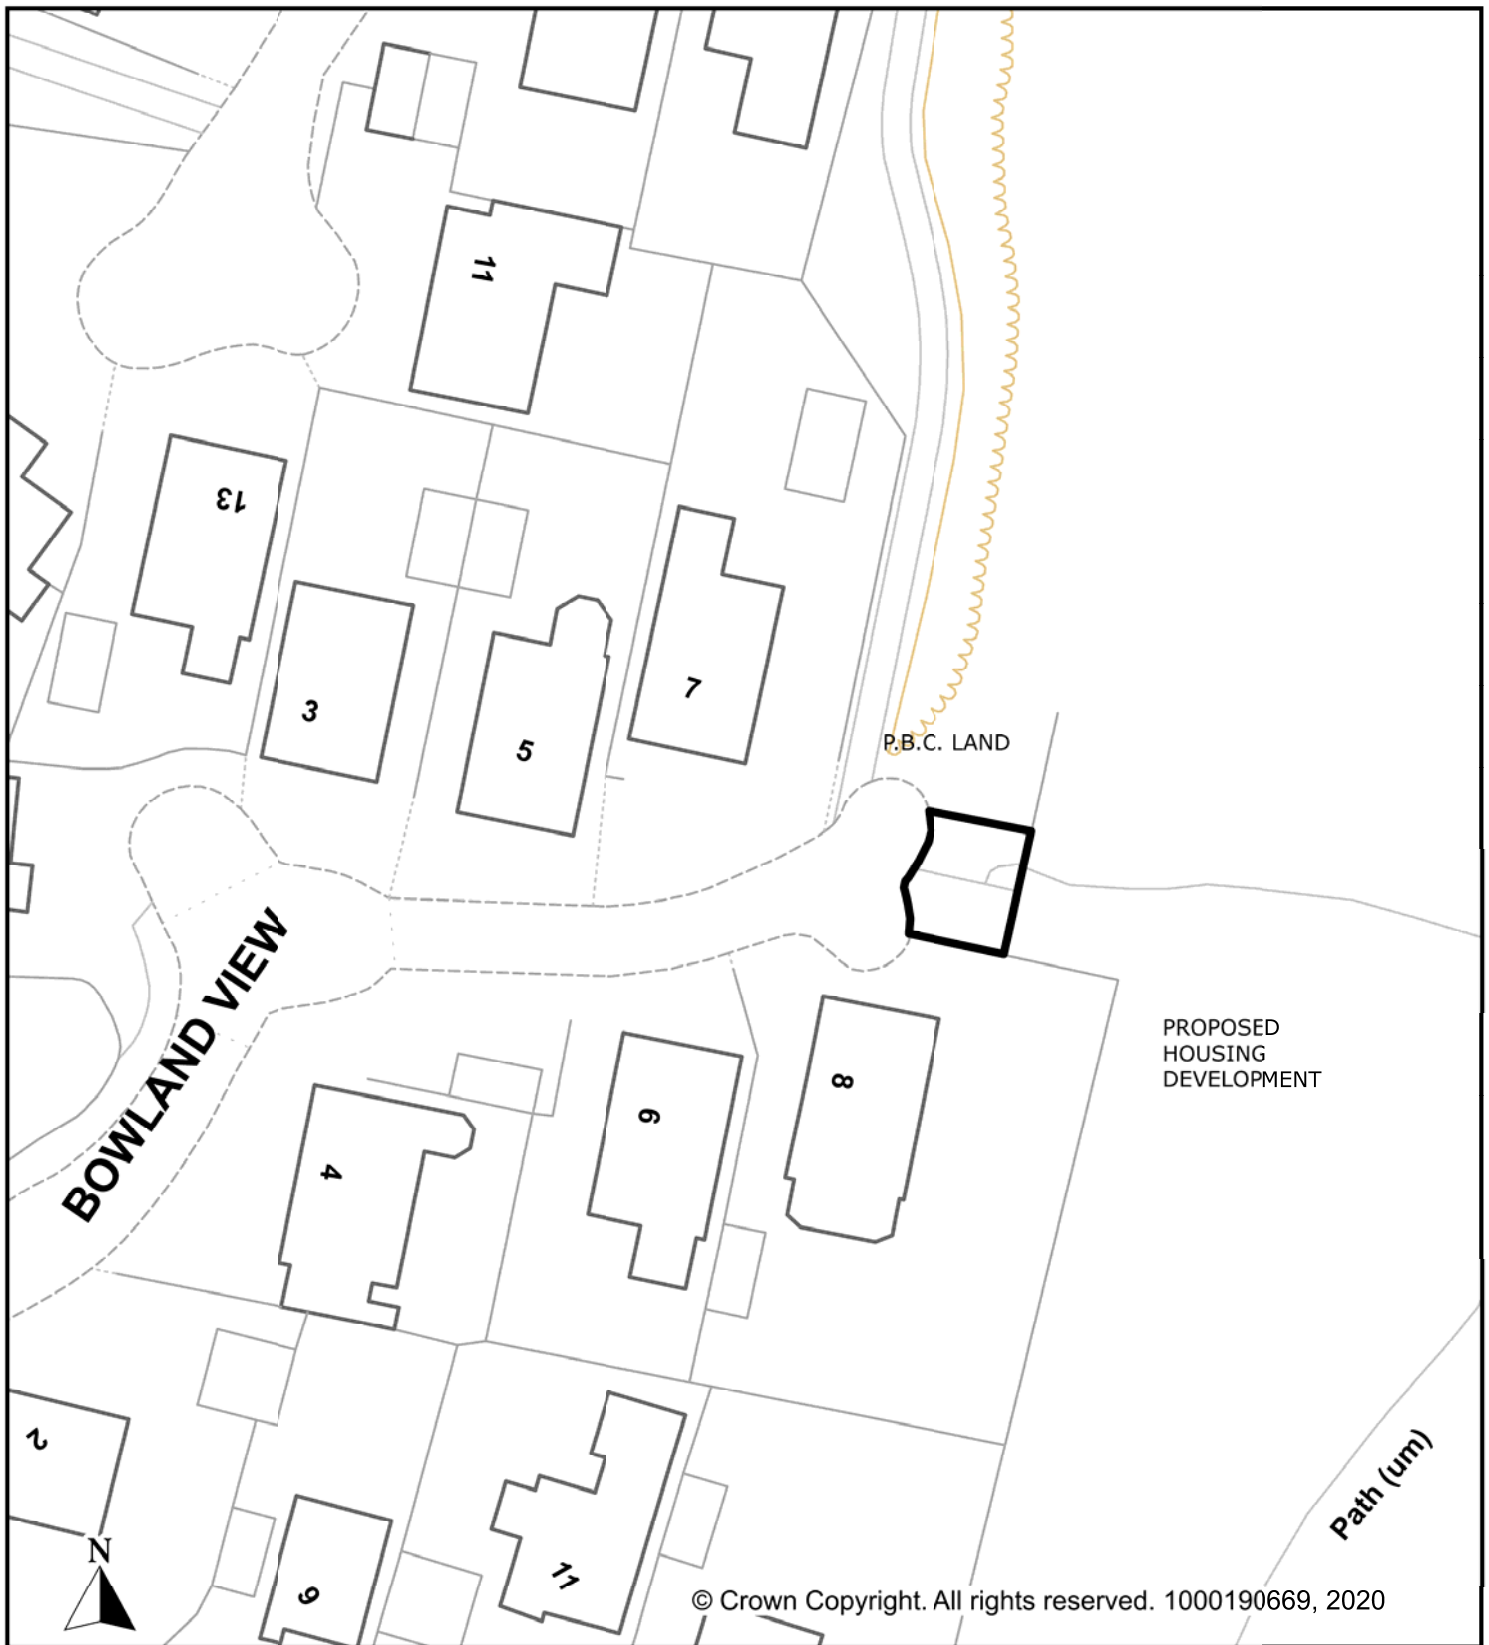 11
13
3
5
7
P.B.C. LAND
BOWLAND VIEW
PROPOSED
HOUSING
DEVELOPMENT
8
6
4
2
9
11
Path (um)
N
© Crown Copyright. All rights reserved. 1000190669, 2020